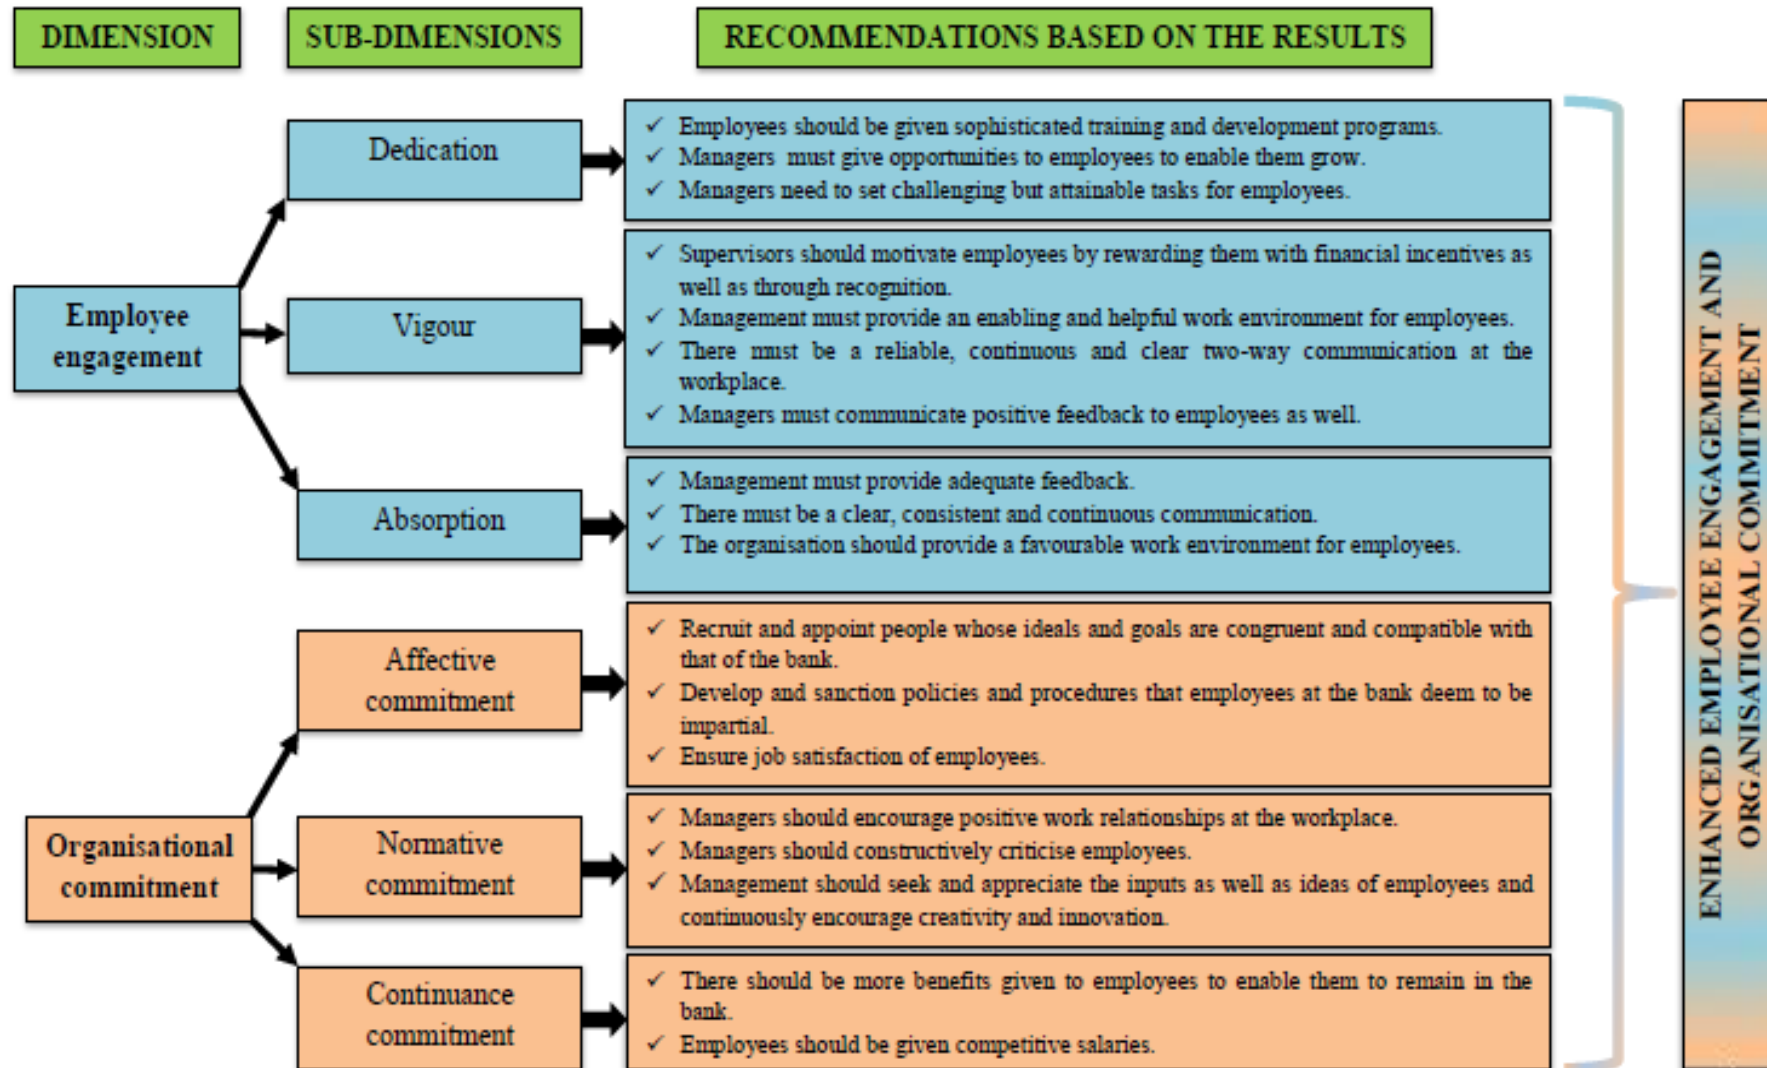 DIMENSION
SUB-DIMENSIONS
RECOMMENDATIONS BASED ON THE RESULTS
Employee
engagement
Dedication
✓ Employees should be given sophisticated training and development programs.
✓ Managers must give opportunities to employees to enable them grow.
✓ Managers need to set challenging but attainable tasks for employees.
Vigour
✓ Supervisors should motivate employees by rewarding them with financial incentives as
well as through recognition.
✓ Management must provide an enabling and helpful work environment for employees.
✓ There must be a reliable, continuous and clear two-way communication at the
workplace.
✓ Managers must communicate positive feedback to employees as well.
Absorption
✓ Management must provide adequate feedback.
✓ There must be a clear, consistent and continuous communication.
✓ The organisation should provide a favourable work environment for employees.
Organisational
commitment
Affective
commitment
✓ Recruit and appoint people whose ideals and goals are congruent and compatible with
that of the bank.
✓ Develop and sanction policies and procedures that employees at the bank deem to be
impartial.
✓ Ensure job satisfaction of employees.
Normative
commitment
✓ Managers should encourage positive work relationships at the workplace.
✓ Managers should constructively criticise employees.
✓ Management should seek and appreciate the inputs as well as ideas of employees and
continuously encourage creativity and innovation.
Continuance
commitment
✓ There should be more benefits given to employees to enable them to remain in the
bank.
✓ Employees should be given competitive salaries.
ENHANCED EMPLOYEE ENGAGEMENT AND
ORGANISATIONAL COMMITMENT